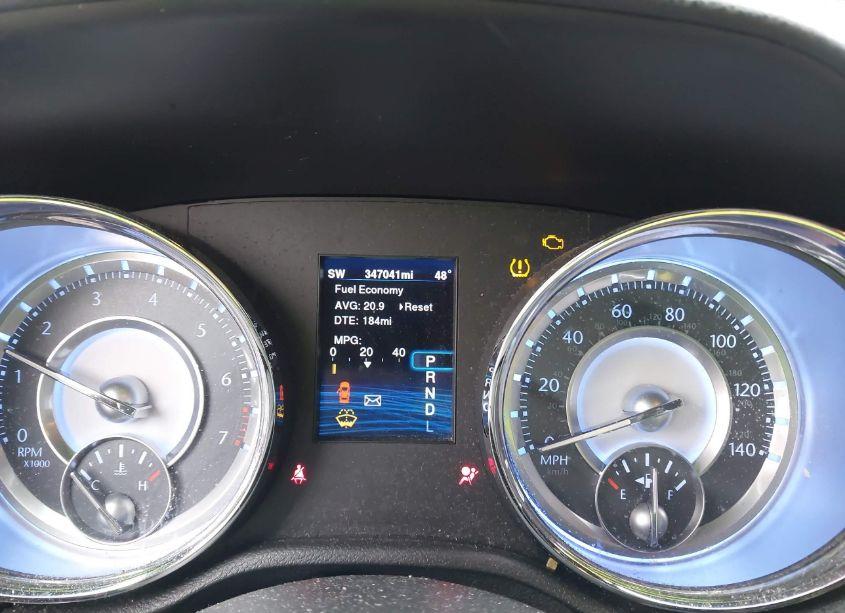 SW 347041mi 48°
Fuel Economy
AVG: 20.9 Reset
DTE: 184mi
MPG:
0 20 40
P
R
N
D
L
0 1 2 3 4 5 6 7
RPM
X1000
C H
0 20 40 60 80 100 120 140
MPH
km/h
E F